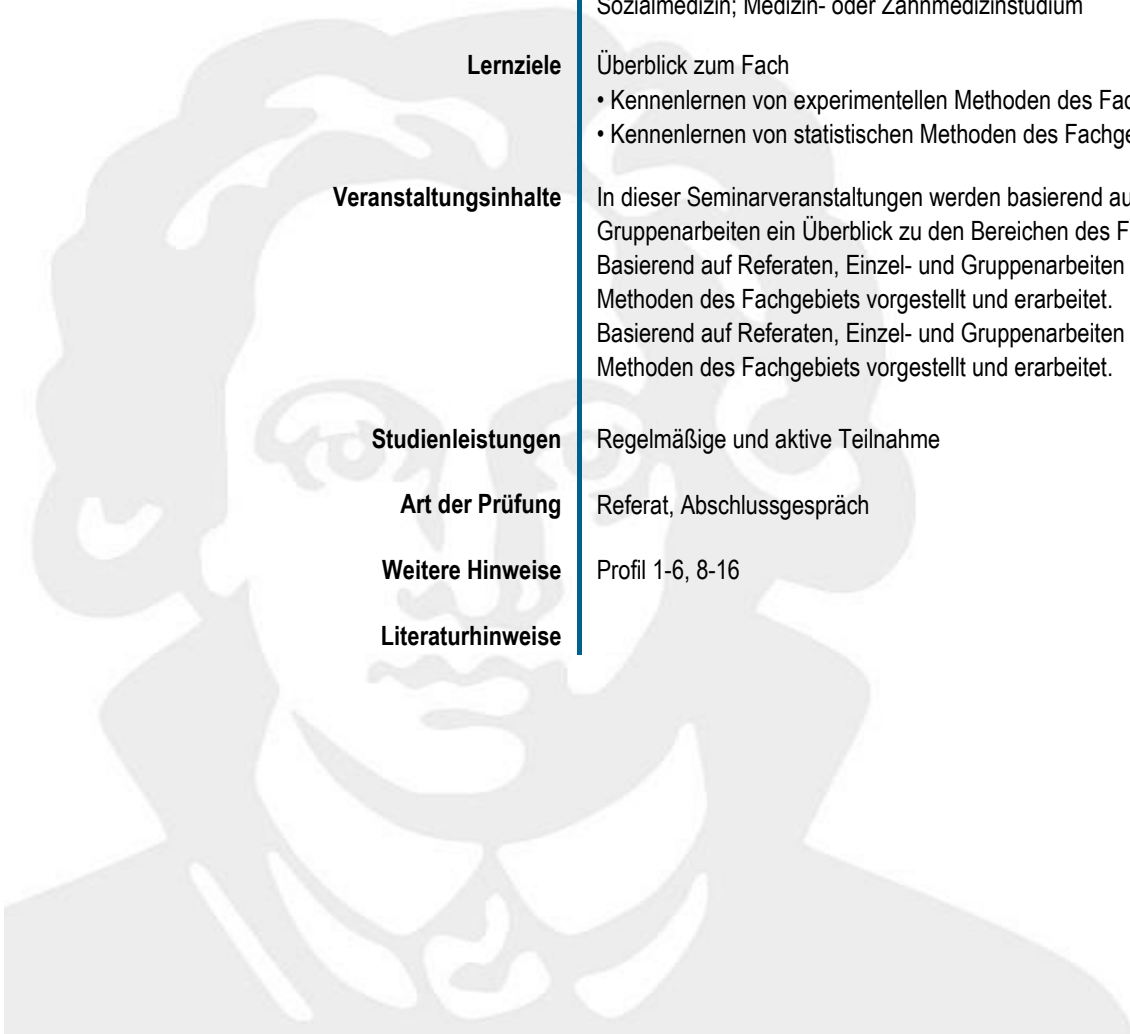 Sozialmedizin; Medizin- oder Zahnmedizinstudium
Lernziele Überblick zum Fach
• Kennenlernen von experimentellen Methoden des
• Kennenlernen von statistischen Methoden des
Veranstaltungsinhalte In dieser Seminarveranstaltungen werden basierend
Gruppenarbeiten ein Überblick zu den Bereichen des
Basierend auf Referaten, Einzel- und Gruppenarbeiten
Methoden des Fachgebiets vorgestellt und erarbeitet.
Basierend auf Referaten, Einzel- und Gruppenarbeiten
Methoden des Fachgebiets vorgestellt und erarbeitet.
Studienleistungen Regelmäßige und aktive Teilnahme
Art der Prüfung Referat, Abschlussgespräch
Weitere Hinweise Profil 1-6, 8-16
Literaturhinweise